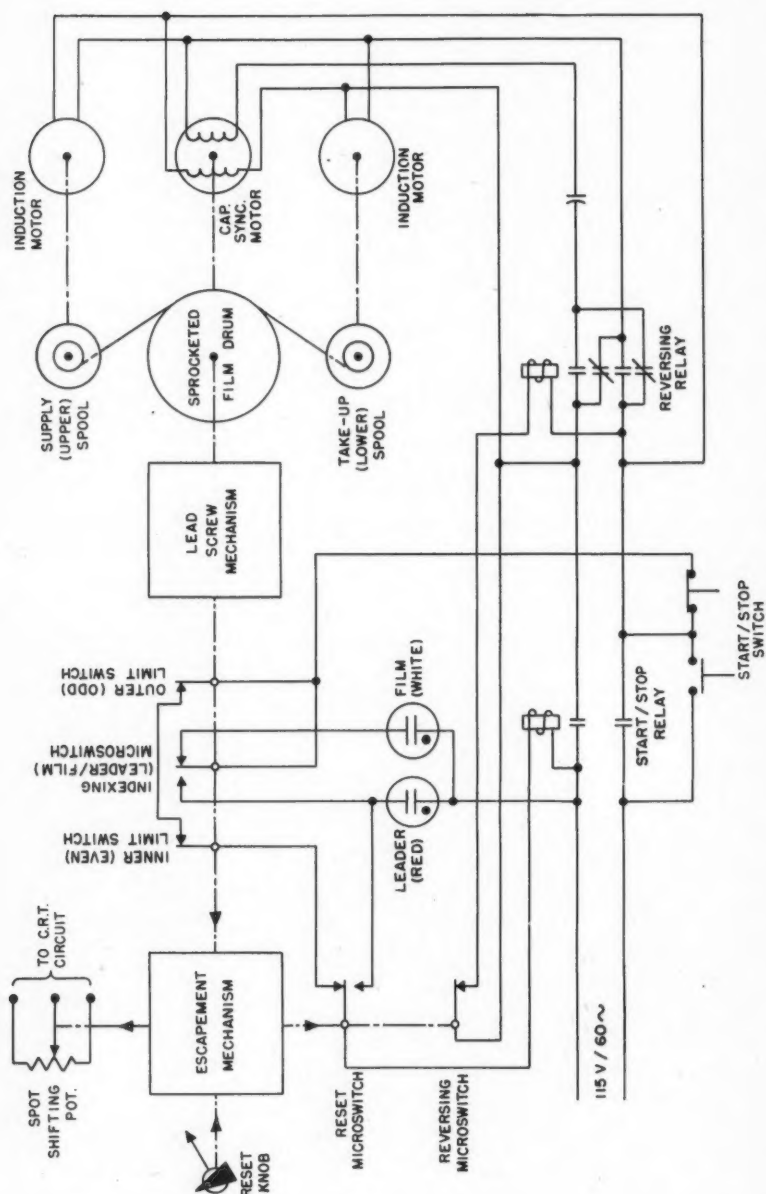 INDUCTION
MOTOR
CAP.
SYNC.
MOTOR
INDUCTION
MOTOR
SUPPLY
(UPPER)
SPOOL
SPROCKETED
FILM DRUM
TAKE-UP
(LOWER)
SPOOL
REVERSING
RELAY
LEAD
SCREW
MECHANISM
OUTER (ODD)
LIMIT SWITCH
INDEXING
(LEADER/FILM)
MICROSWITCH
INNER (EVEN)
LIMIT SWITCH
FILM
(WHITE)
LEADER
(RED)
START/STOP
RELAY
START/STOP
SWITCH
TO C.R.T.
CIRCUIT
SPOT
SHIFTING
POT.
ESCAPEMENT
MECHANISM
RESET
KNOB
RESET
MICROSWITCH
REVERSING
MICROSWITCH
115 V / 60~